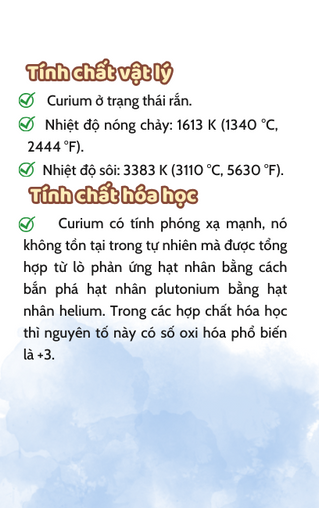 Tính chất vật lý
Curium ở trạng thái rắn.
Nhiệt độ nóng chảy: 1613 K (1340 °C,
2444 °F).
Nhiệt độ sôi: 3383 K (3110 °C, 5630 °F).
Tính chất hóa học
Curium có tính phóng xạ mạnh, nó
không tồn tại trong tự nhiên mà được tổng
hợp từ lò phản ứng hạt nhân bằng cách
bắn phá hạt nhân plutonium bằng hạt
nhân helium. Trong các hợp chất hóa học
thì nguyên tố này có số oxi hóa phổ biến
là +3.